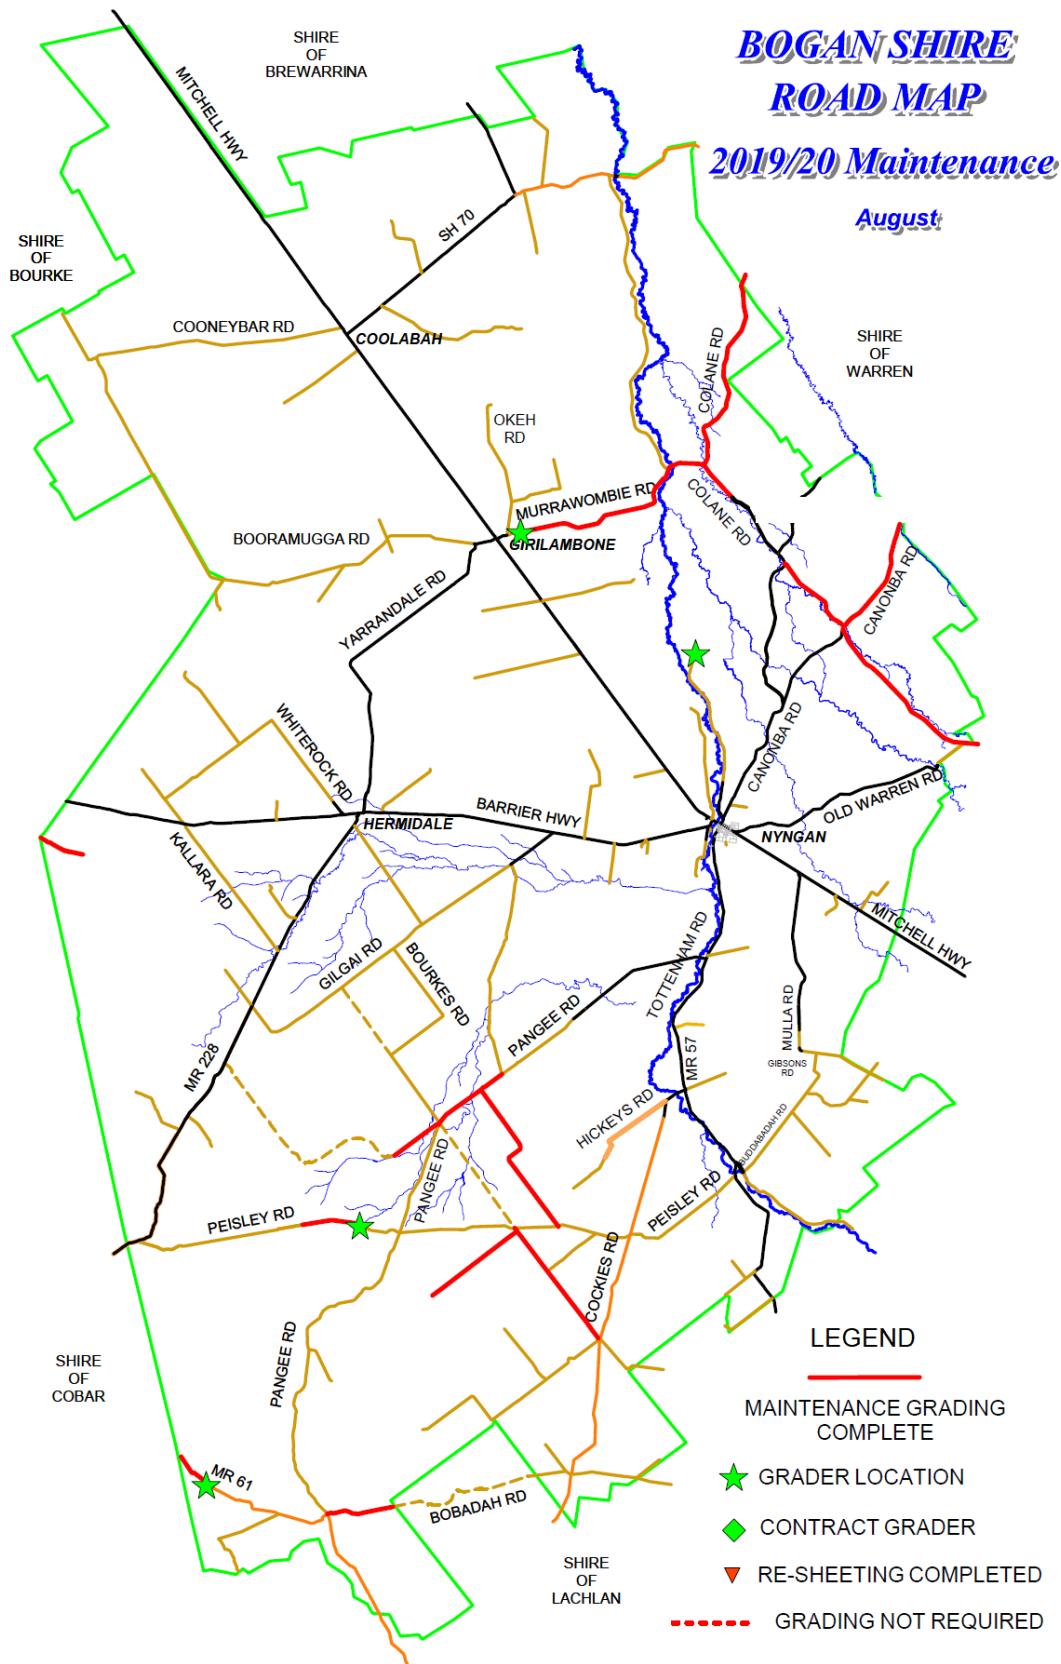 BOGAN SHIRE
ROAD MAP
2019/20 Maintenance
August
SHIRE
OF
BREWARRINA
MITCHELL HWY
SHIRE
OF
BOURKE
SH 70
COONEYBAR RD
COOLABAH
SHIRE
OF
WARREN
COLANE RD
OKEH
RD
MURRAWOMBIE RD
COLANE RD
BOORAMUGGA RD
GIRILAMBONE
CANONBA RD
YARRANDALE RD
WHITEROCK RD
CANONBA RD
OLD WARREN RD
BARRIER HWY
HERMIDALE
NYNGAN
KALLARA RD
MITCHELL HWY
GILGAI RD
BOURKES RD
TOTTENHAM RD
PANGEE RD
MULLA RD
MR 228
MR 57
GIBSONS
RD
HICKEYS RD
BUDDABADAH RD
PANGEE RD
PEISLEY RD
PEISLEY RD
COCKIES RD
PANGEE RD
SHIRE
OF
COBAR
MR 61
BOBADAH RD
SHIRE
OF
LACHLAN
LEGEND
MAINTENANCE GRADING
COMPLETE
GRADER LOCATION
CONTRACT GRADER
RE-SHEETING COMPLETED
GRADING NOT REQUIRED